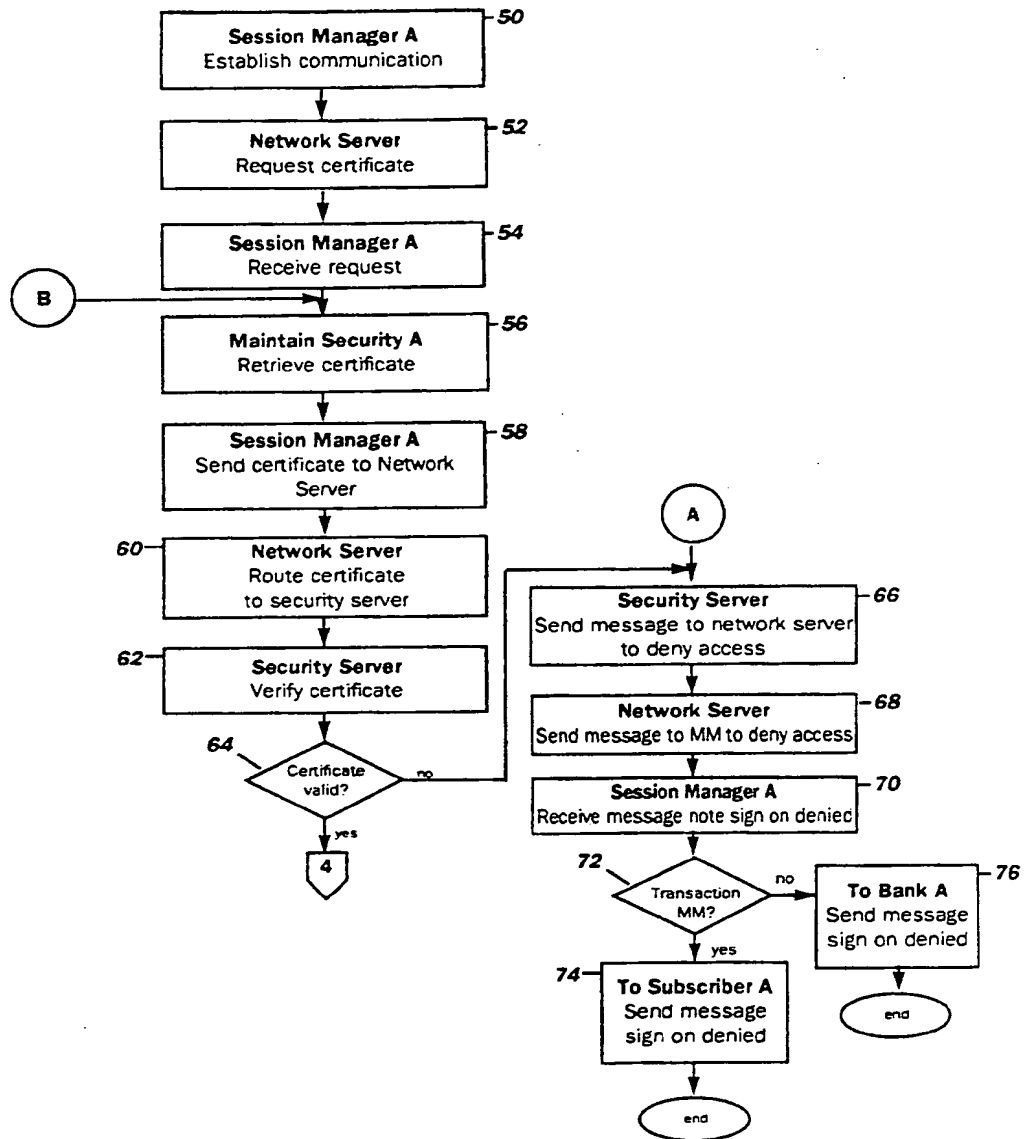 50
Session Manager A
Establish communication
52
Network Server
Request certificate
54
Session Manager A
Receive request
B
56
Maintain Security A
Retrieve certificate
58
Session Manager A
Send certificate to Network
Server
60
Network Server
Route certificate
to security server
62
Security Server
Verify certificate
64
Certificate
valid?
no
yes
4
A
66
Security Server
Send message to network server
to deny access
68
Network Server
Send message to MM to deny access
70
Session Manager A
Receive message note sign on denied
72
Transaction
MM?
no
yes
76
To Bank A
Send message
sign on denied
end
74
To Subscriber A
Send message
sign on denied
end